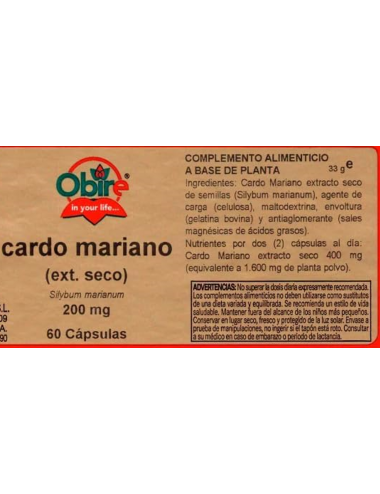 Obire
in your life...
cardo mariano
(ext. seco)
Silybum marianum
200 mg
60 Cápsulas
.L.
09
A.
90
COMPLEMENTO ALIMENTICIO
A BASE DE PLANTA 33 g e
Ingredientes: Cardo Mariano extracto seco
de semillas (Silybum marianum), agente de
carga (celulosa), maltodextrina, envoltura
(gelatina bovina) y antiaglomerante (sales
magnésicas de ácidos grasos).
Nutrientes por dos (2) cápsulas al día:
Cardo Mariano extracto seco 400 mg
(equivalente a 1.600 mg de planta polvo).
ADVERTENCIAS: No superar la dosis diaria expresamente recomendada.
Los complementos alimenticios no deben utilizarse como sustitutos
de una dieta variada y equilibrada. Se recomienda un estilo de vida
saludable. Mantener fuera del alcance de los niños más pequeños.
Conservar en lugar seco, fresco y protegido de la luz solar. Envase a
prueba de manipulaciones, no ingerir si el tapón está roto. Consultar
a su médico en caso de embarazo o período de lactancia.